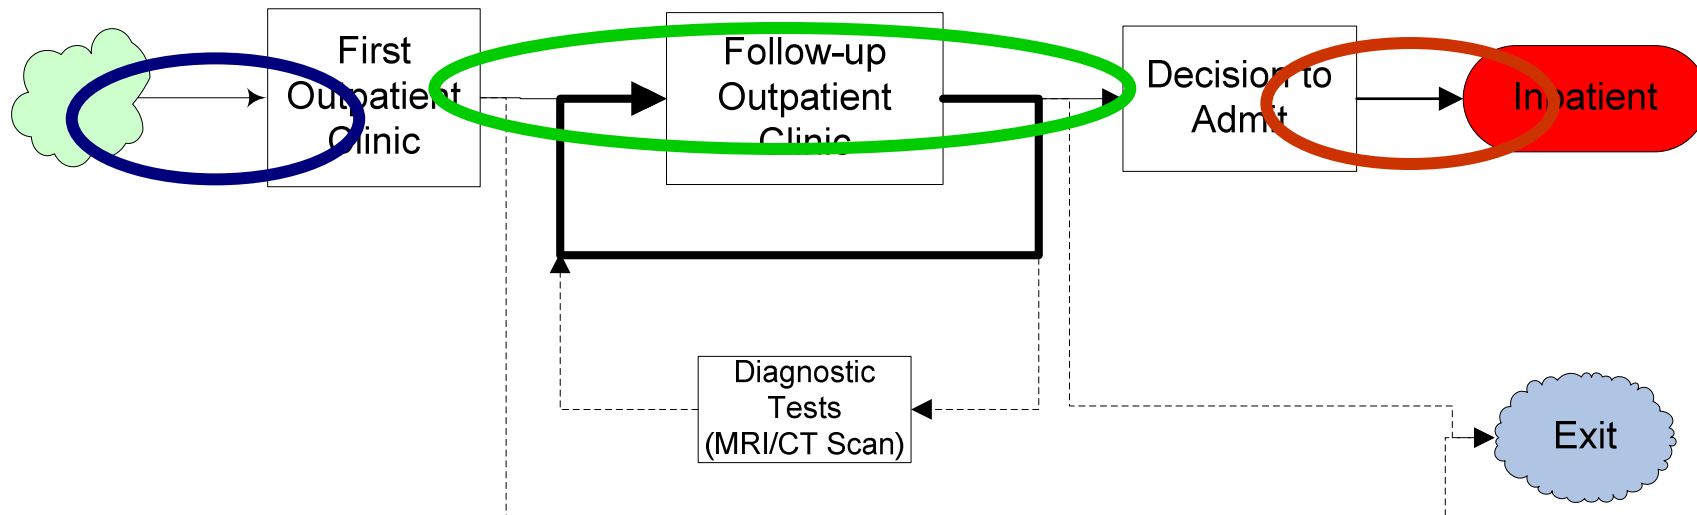 First
Outpatient
Clinic
Follow-up
Outpatient
Clinic
Decision to
Admit
Inpatient
Diagnostic
Tests
(MRI/CT Scan)
Exit